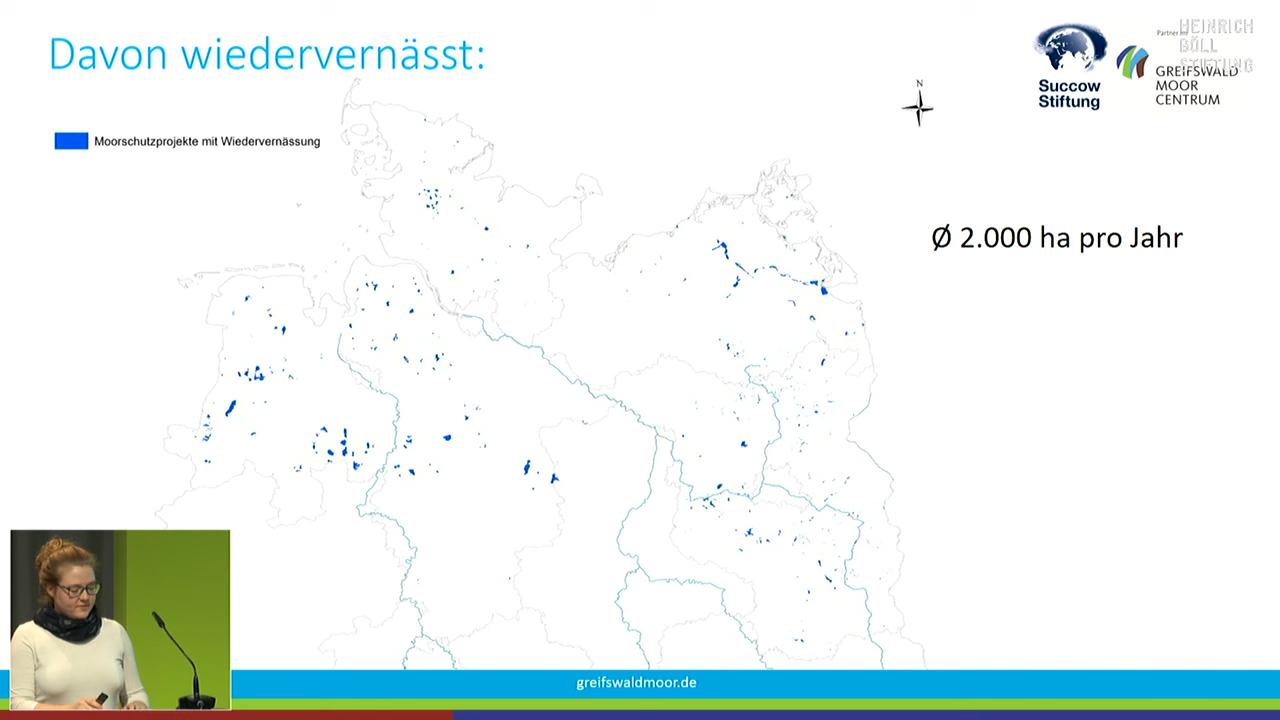 Davon wiedervernässt:
Moorschutzprojekte mit Wiedervernässung
N
Succow
Stiftung
Partner im
GREIFSWALD
MOOR
CENTRUM
HEINRICH
BÖLL
STIFTUNG
Ø 2.000 ha pro Jahr
greifswaldmoor.de